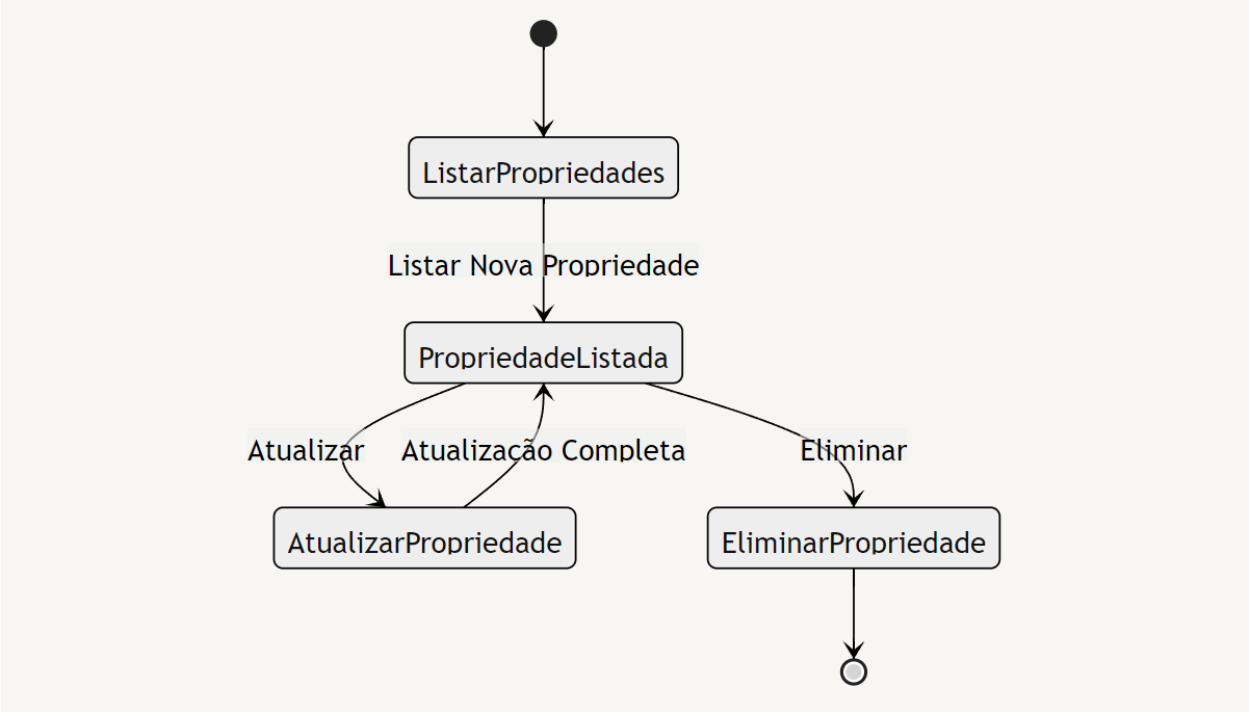 ListarPropriedades
Listar Nova Propriedade
PropriedadeListada
Atualizar
Atualização Completa
Eliminar
AtualizarPropriedade
EliminarPropriedade